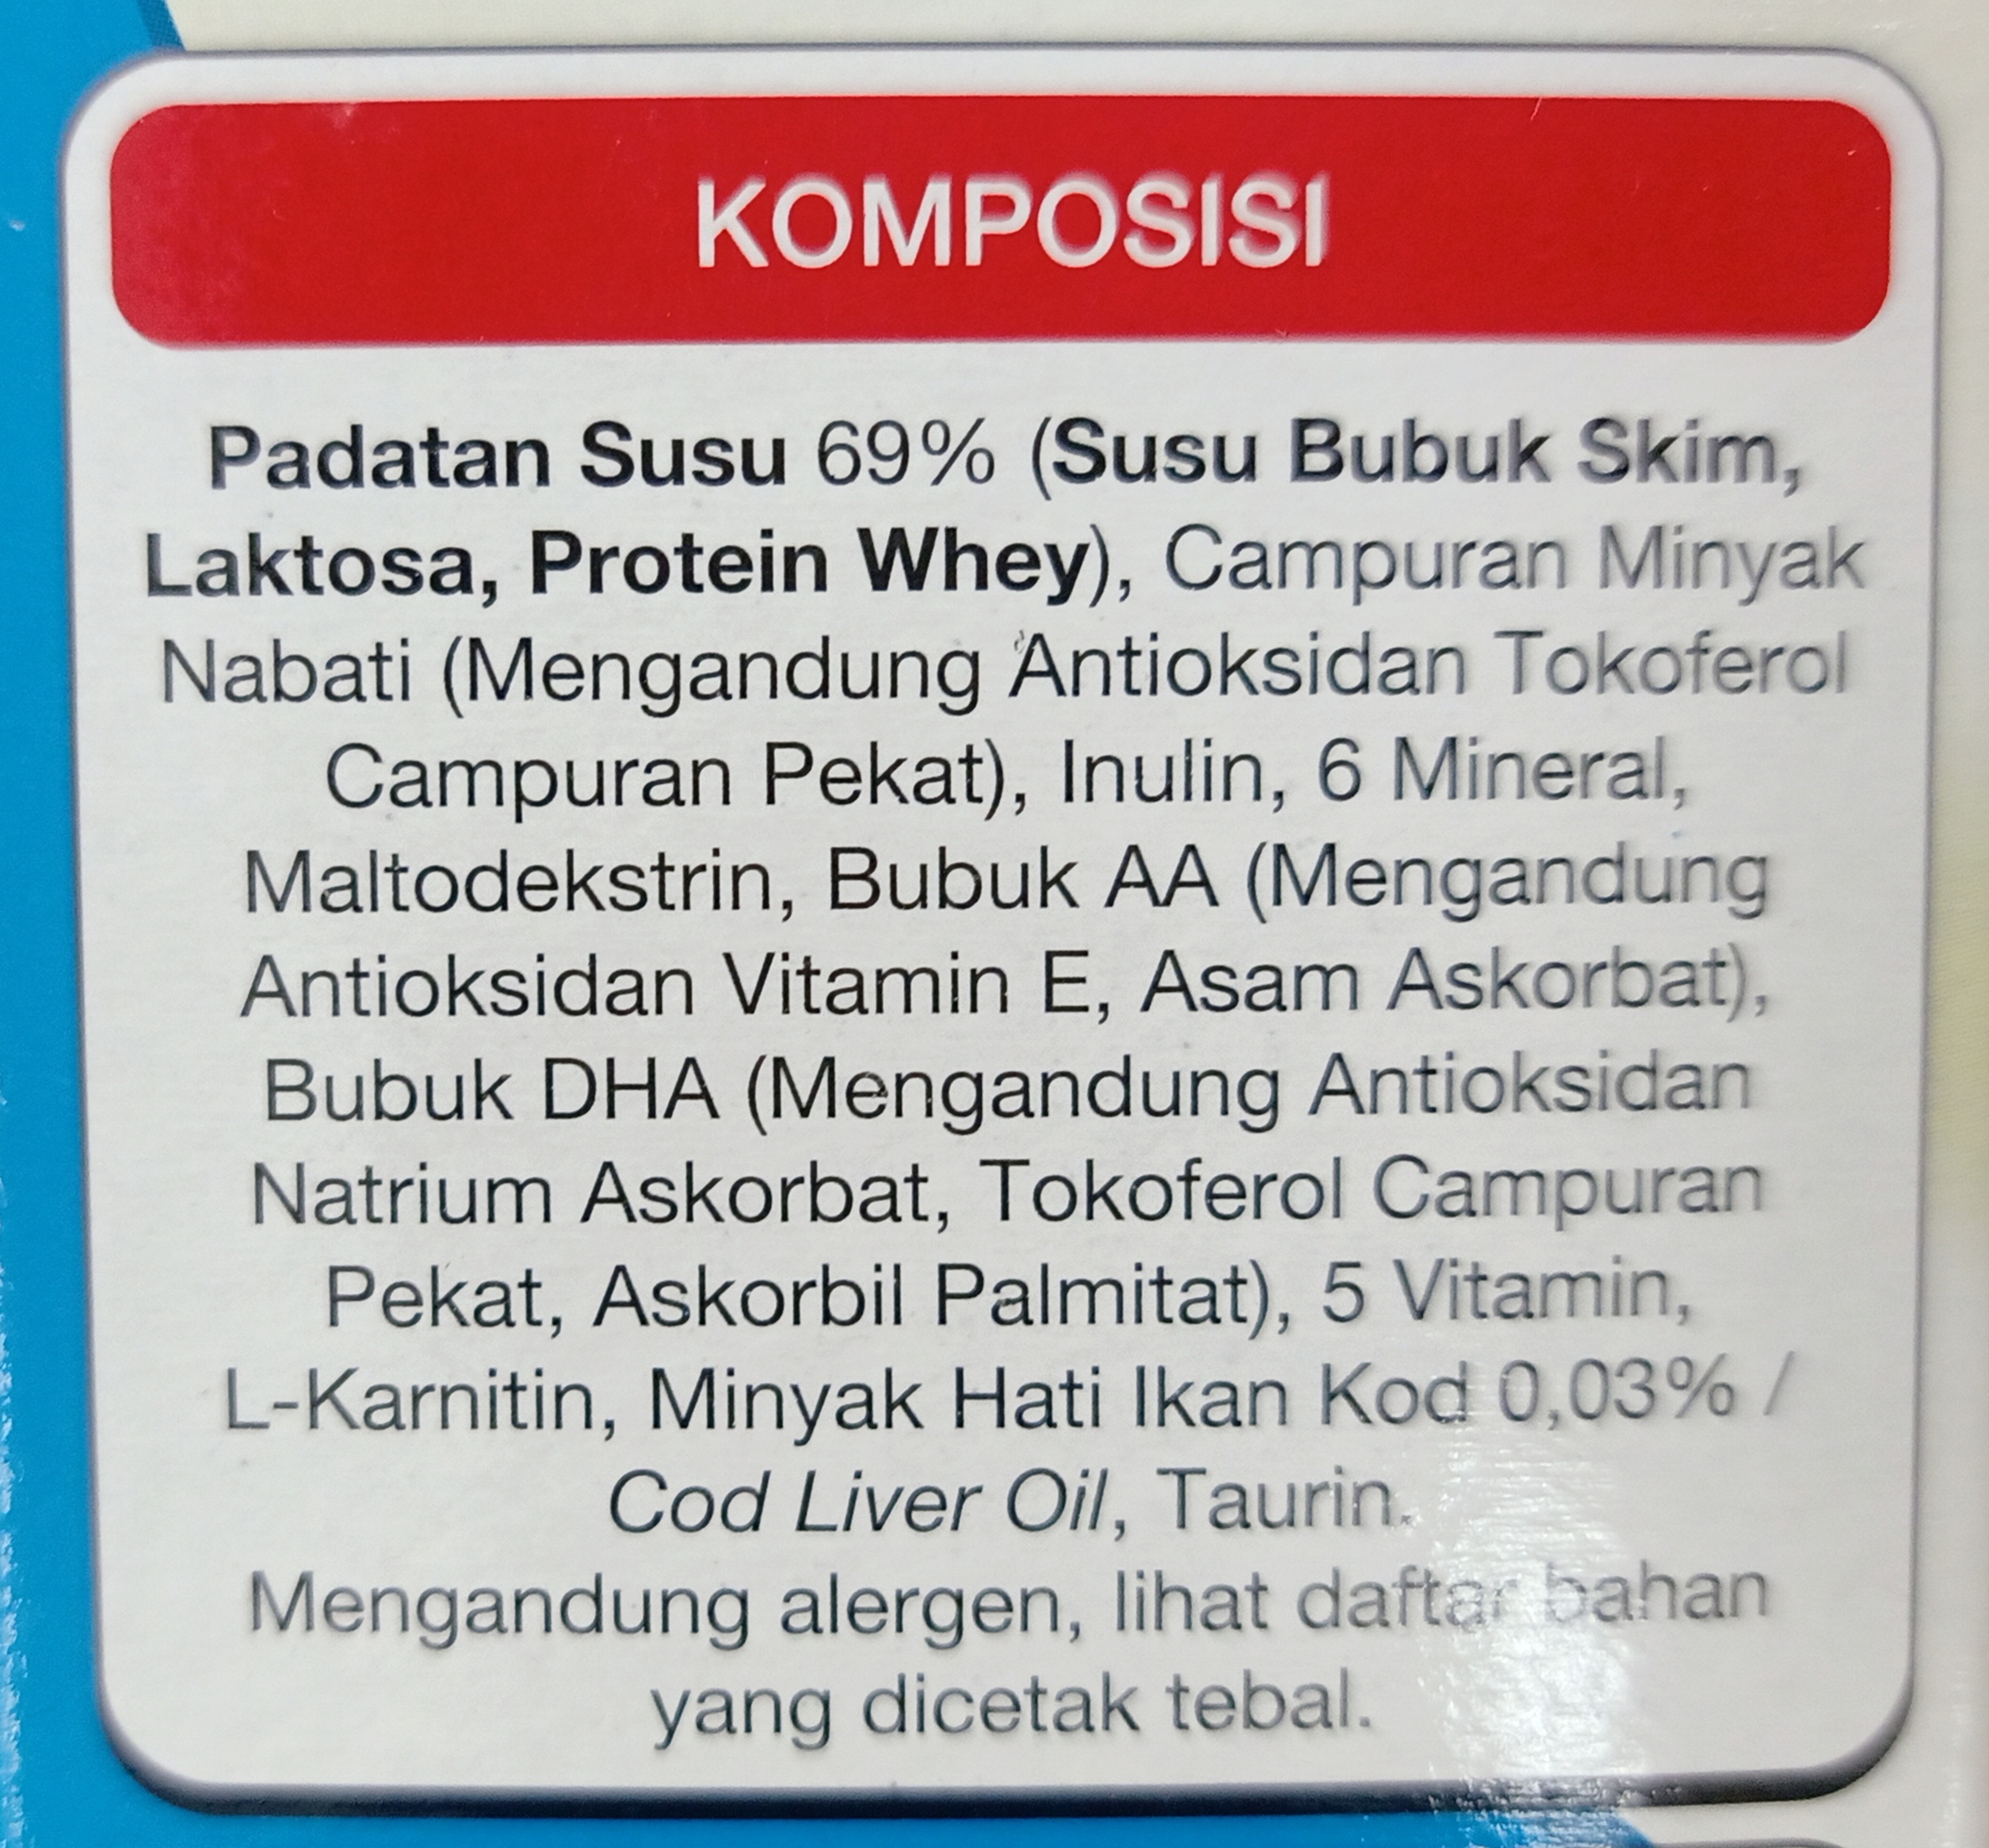 KOMPOSISI
Padatan Susu 69% (Susu Bubuk Skim,
Laktosa, Protein Whey), Campuran Minyak
Nabati (Mengandung Antioksidan Tokoferol
Campuran Pekat), Inulin, 6 Mineral,
Maltodekstrin, Bubuk AA (Mengandung
Antioksidan Vitamin E, Asam Askorbat),
Bubuk DHA (Mengandung Antioksidan
Natrium Askorbat, Tokoferol Campuran
Pekat, Askorbil Palmitat), 5 Vitamin,
L-Karnitin, Minyak Hati Ikan Kod 0,03% /
Cod Liver Oil, Taurin.
Mengandung alergen, lihat daftar bahan
yang dicetak tebal.